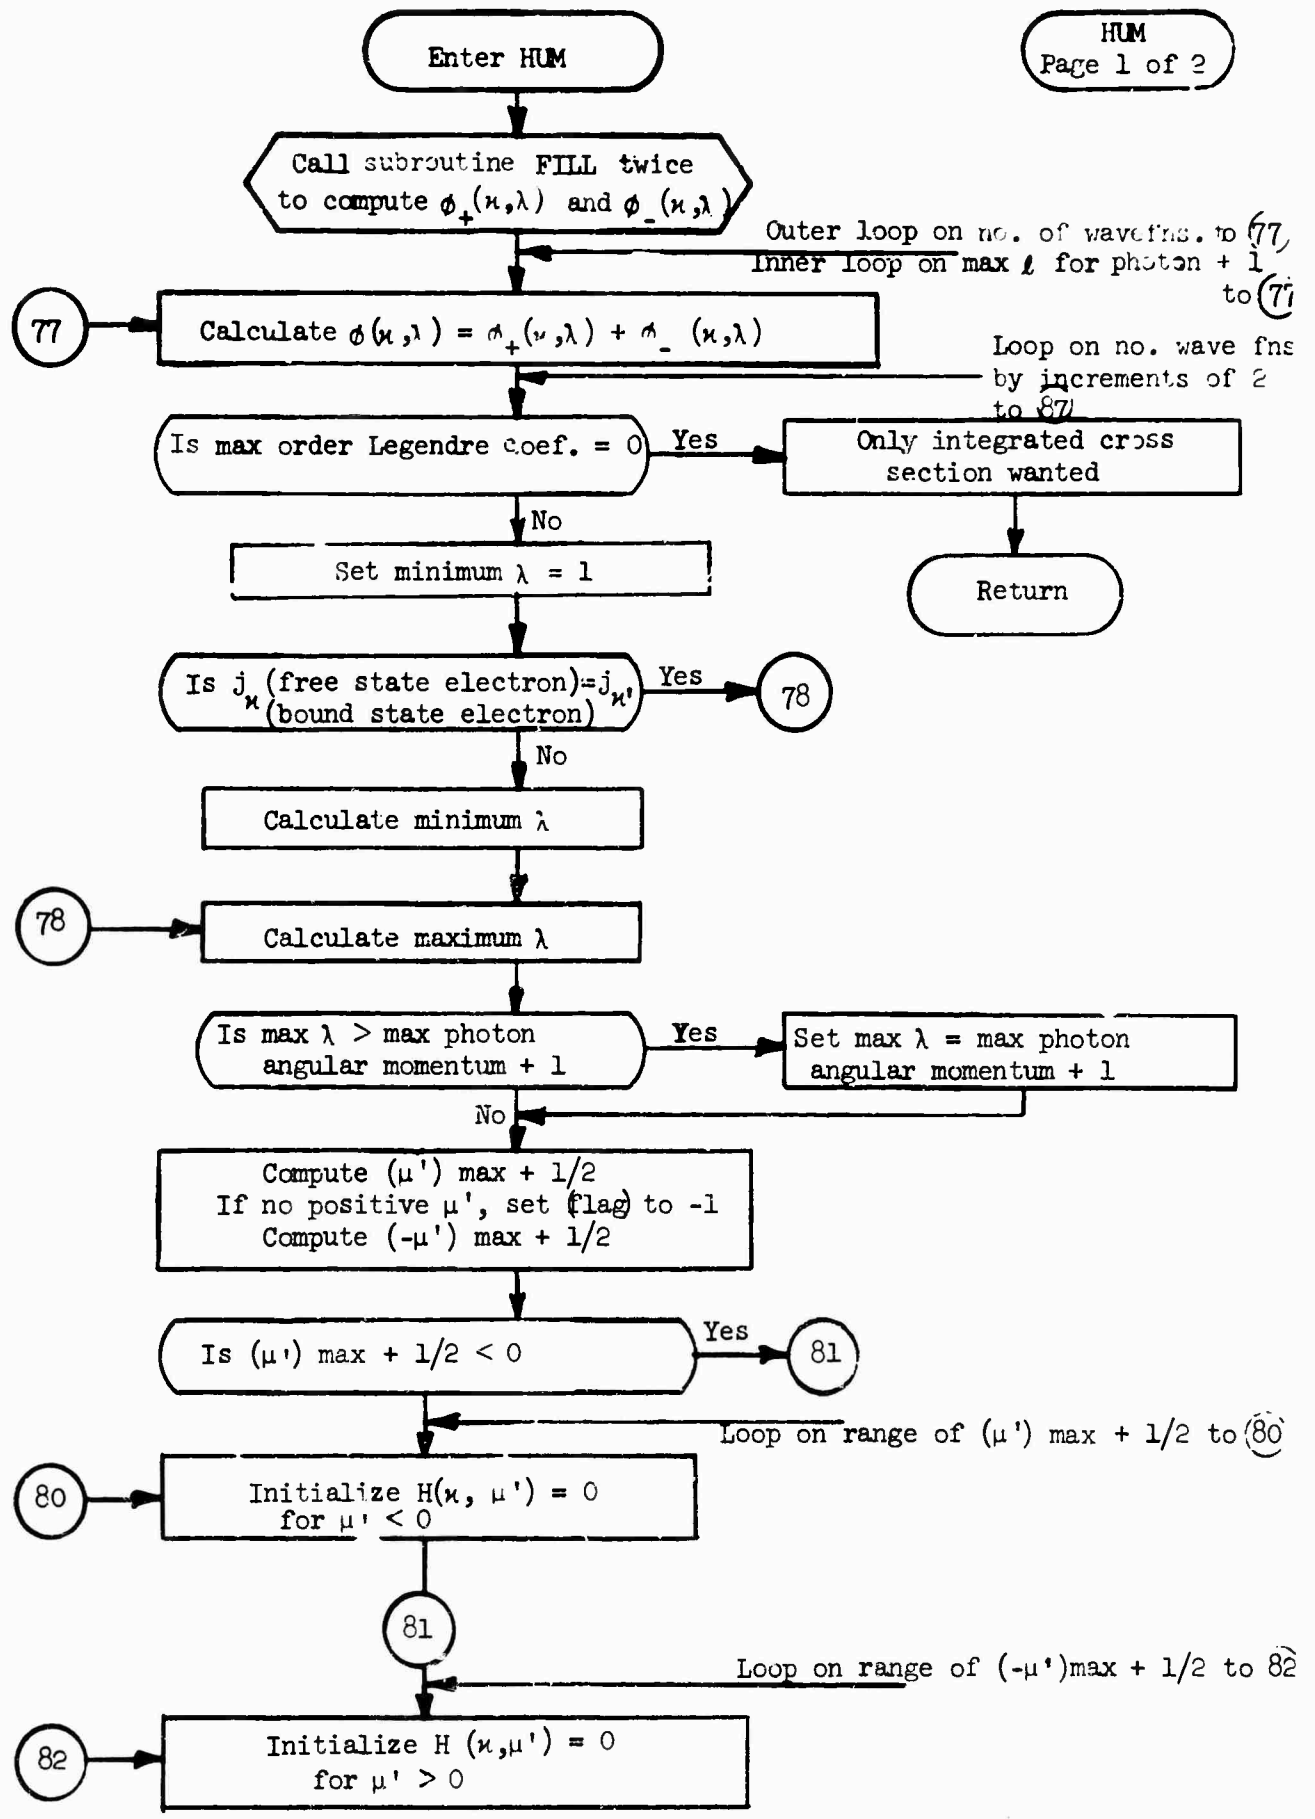 Enter HUM
HUM
Page 1 of 2
Call subroutine FILL twice
to compute ϕ₊(ϰ,λ) and ϕ₋(ϰ,λ)
Outer loop on no. of wavefns. to 77
Inner loop on max ℓ for photon + 1
to 77
77
Calculate ϕ(ϰ,λ) = ϕ₊(ϰ,λ) + ϕ₋ (ϰ,λ)
Loop on no. wave fns
by increments of 2
to 87
Is max order Legendre coef. = 0
Yes
Only integrated cross
section wanted
No
Set minimum λ = 1
Return
Is j_ϰ (free state electron)=j_ϰ'
(bound state electron)
Yes
78
No
Calculate minimum λ
78
Calculate maximum λ
Is max λ > max photon
angular momentum + 1
Yes
Set max λ = max photon
angular momentum + 1
No
Compute (μ') max + 1/2
If no positive μ', set (flag) to -1
Compute (-μ') max + 1/2
Is (μ') max + 1/2 < 0
Yes
81
Loop on range of (μ') max + 1/2 to 80
80
Initialize H(ϰ, μ') = 0
for μ' < 0
81
Loop on range of (-μ')max + 1/2 to 82
82
Initialize H (ϰ,μ') = 0
for μ' > 0